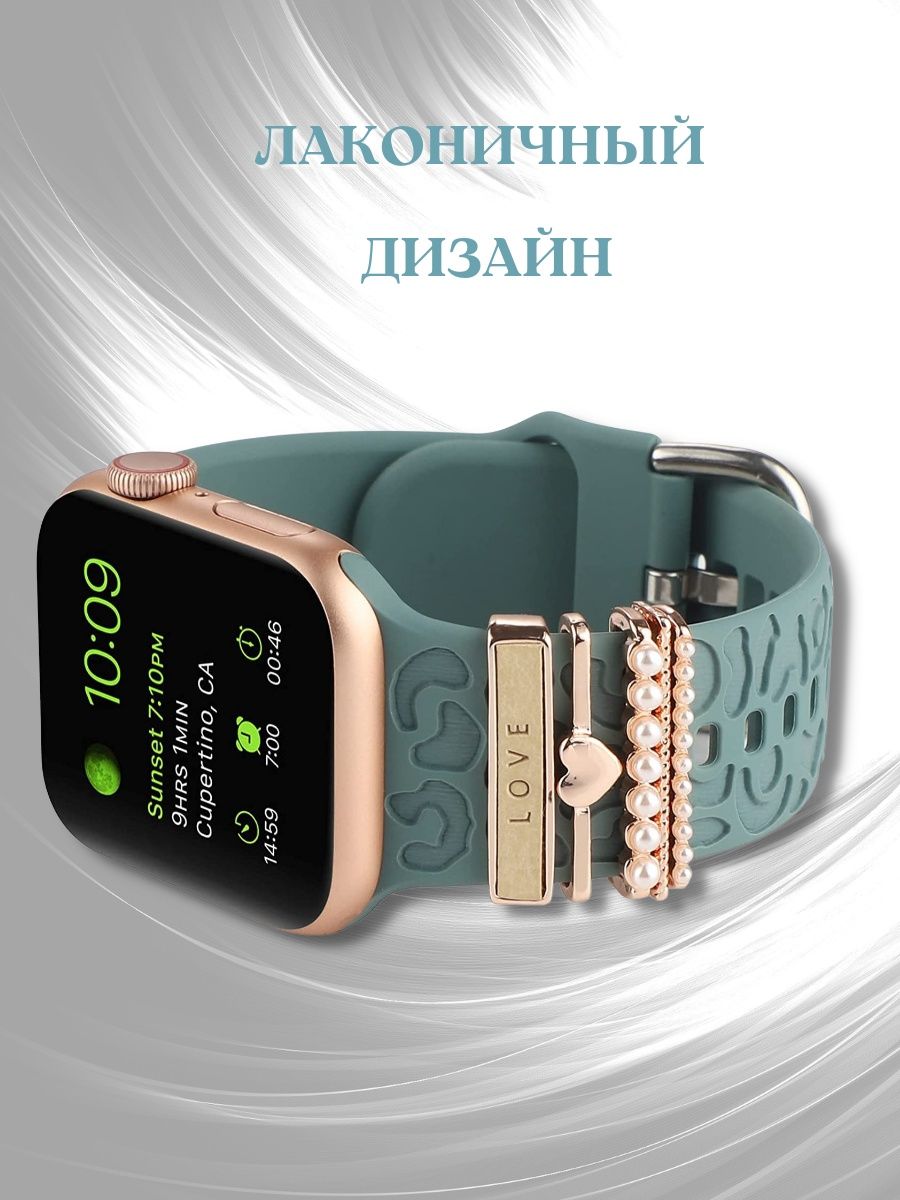 ЛАКОНИЧНЫЙ
ДИЗАЙН
10:09
Sunset 7:10PM
9HRS 1MIN
Cupertino, CA
14:59
7:00
00:46
LOVE